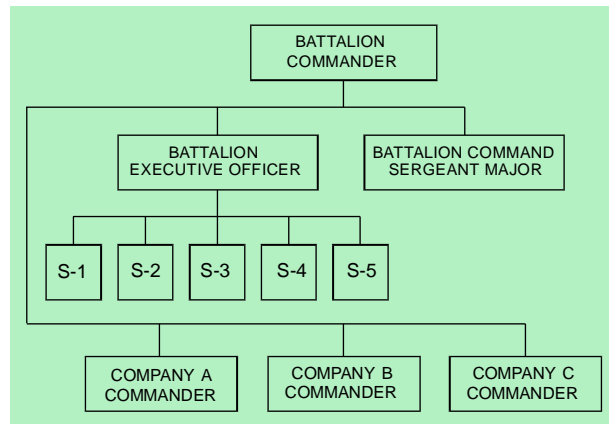 BATTALION
COMMANDER
BATTALION
EXECUTIVE OFFICER
BATTALION COMMAND
SERGEANT MAJOR
S-1
S-2
S-3
S-4
S-5
COMPANY A
COMMANDER
COMPANY B
COMMANDER
COMPANY C
COMMANDER